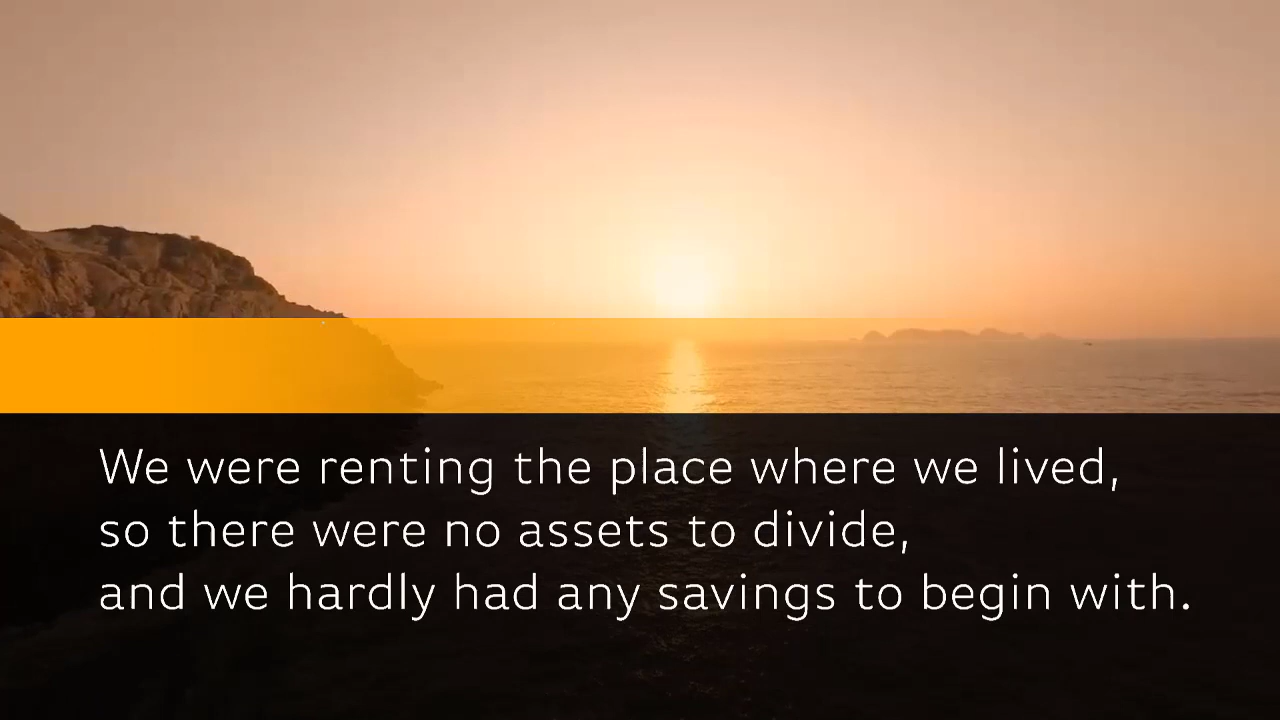 We were renting the place where we lived,
so there were no assets to divide,
and we hardly had any savings to begin with.